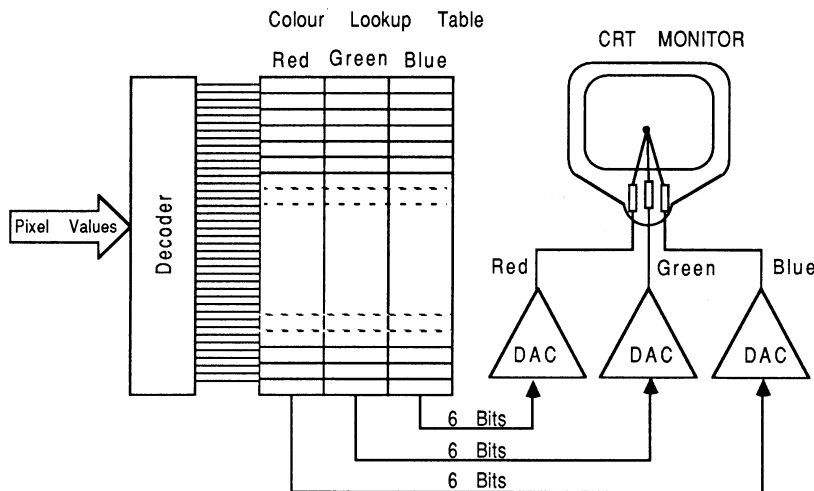 Colour Lookup Table
CRT MONITOR
Red Green Blue
Pixel Values
Decoder
Red
Green
Blue
DAC
DAC
DAC
6 Bits
6 Bits
6 Bits